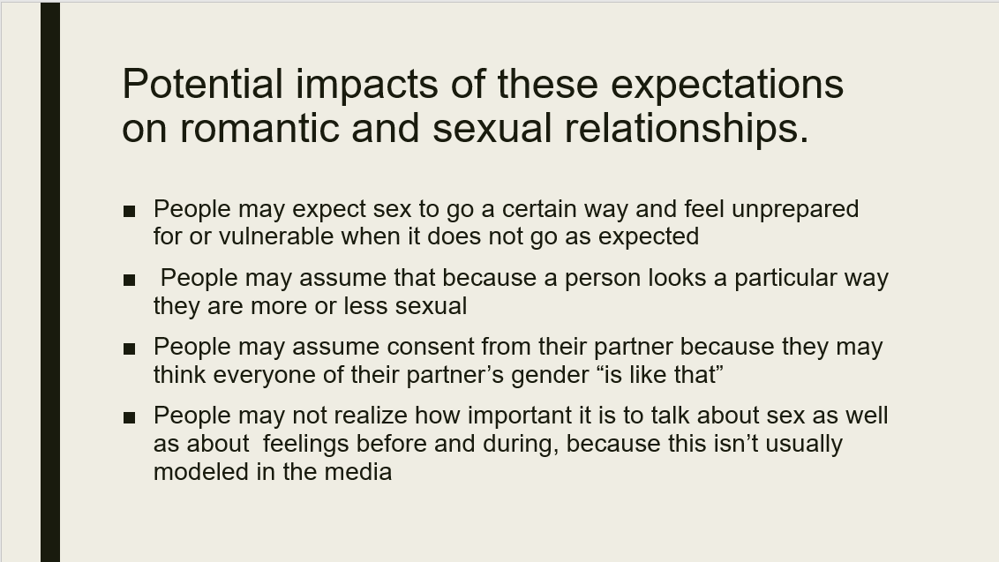 Potential impacts of these expectations
on romantic and sexual relationships.
■ People may expect sex to go a certain way and feel unprepared
for or vulnerable when it does not go as expected
■  People may assume that because a person looks a particular way
they are more or less sexual
■ People may assume consent from their partner because they may
think everyone of their partner’s gender “is like that”
■ People may not realize how important it is to talk about sex as well
as about  feelings before and during, because this isn’t usually
modeled in the media